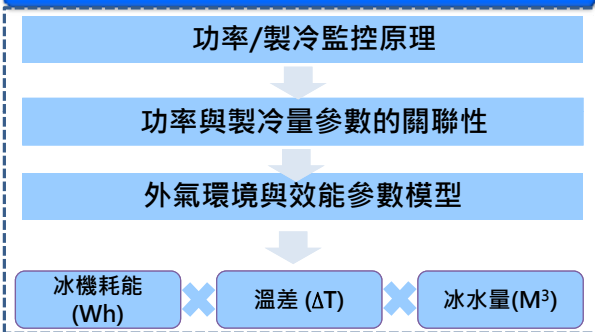 功率/製冷監控原理
功率與製冷量參數的關聯性
外氣環境與效能參數模型
冰機耗能
(Wh)
溫差 (ΔT)
冰水量(M³)